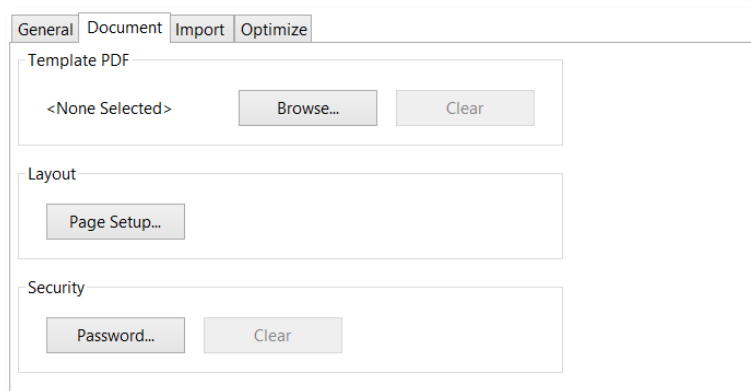 General Document Import Optimize
Template PDF
<None Selected> Browse... Clear
Layout
Page Setup...
Security
Password... Clear